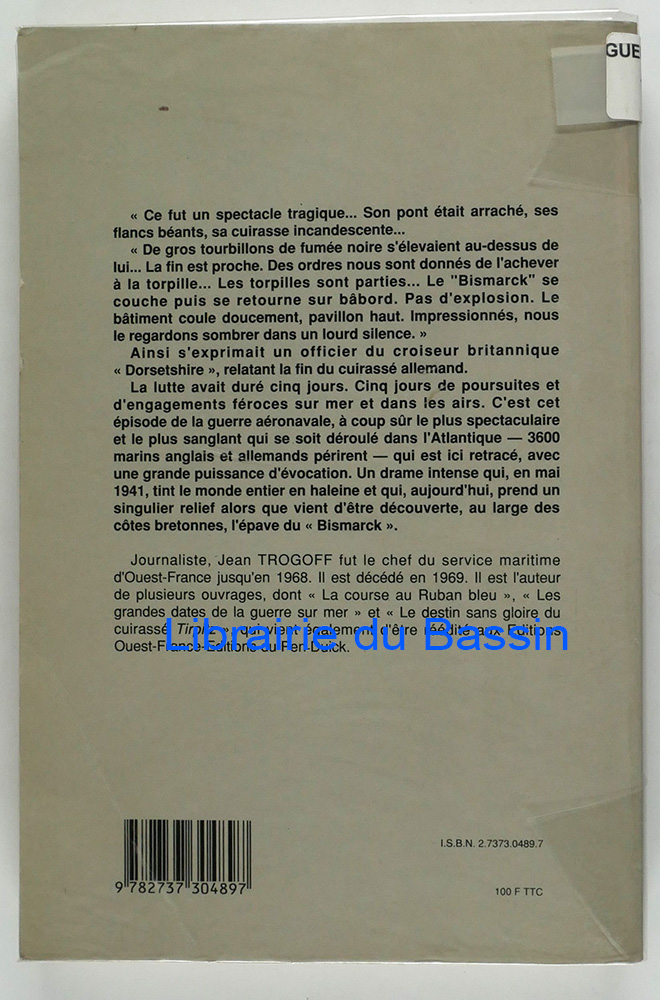 GUE
« Ce fut un spectacle tragique... Son pont était arraché, ses
flancs béants, sa cuirasse incandescente...
« De gros tourbillons de fumée noire s'élevaient au-dessus de
lui... La fin est proche. Des ordres nous sont donnés de l'achever
à la torpille... Les torpilles sont parties... Le "Bismarck" se
couche puis se retourne sur bâbord. Pas d'explosion. Le
bâtiment coule doucement, pavillon haut. Impressionnés, nous
le regardons sombrer dans un lourd silence. »
Ainsi s'exprimait un officier du croiseur britannique
« Dorsetshire », relatant la fin du cuirassé allemand.
La lutte avait duré cinq jours. Cinq jours de poursuites et
d'engagements féroces sur mer et dans les airs. C'est cet
épisode de la guerre aéronavale, à coup sûr le plus spectaculaire
et le plus sanglant qui se soit déroulé dans l'Atlantique — 3600
marins anglais et allemands périrent — qui est ici retracé, avec
une grande puissance d'évocation. Un drame intense qui, en mai
1941, tint le monde entier en haleine et qui, aujourd'hui, prend un
singulier relief alors que vient d'être découverte, au large des
côtes bretonnes, l'épave du « Bismarck ».
Journaliste, Jean TROGOFF fut le chef du service maritime
d'Ouest-France jusqu'en 1968. Il est décédé en 1969. Il est l'auteur
de plusieurs ouvrages, dont « La course au Ruban bleu », « Les
grandes dates de la guerre sur mer » et « Le destin sans gloire du
cuirassé Tirpitz », qui vient également d'être réédité aux Editions
Ouest-France-Editions du Pen-Duick.
Librairie du Bassin
I.S.B.N. 2.7373.0489.7
9 782737 304897
100 F TTC